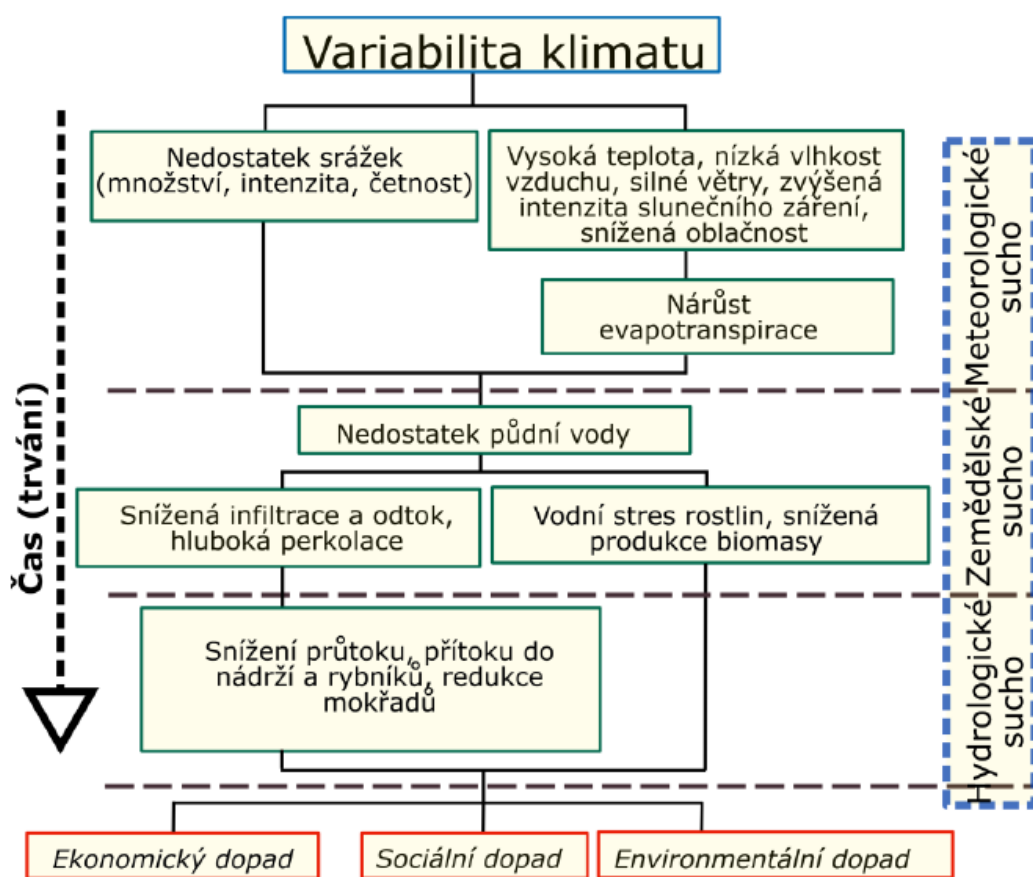 Variabilita klimatu
Nedostatek srážek
(množství, intenzita, četnost)
Vysoká teplota, nízká vlhkost
vzduchu, silné větry, zvýšená
intenzita slunečního záření,
snížená oblačnost
Nárůst
evapotranspirace
Meteorologické
sucho
Čas (trvání)
Nedostatek půdní vody
Snížená infiltrace a odtok,
hluboká perkolace
Vodní stres rostlin, snížená
produkce biomasy
Zemědělské
sucho
Snížení průtoku, přítoku do
nádrží a rybníků, redukce
mokřadů
Hydrologické
sucho
Ekonomický dopad
Sociální dopad
Environmentální dopad